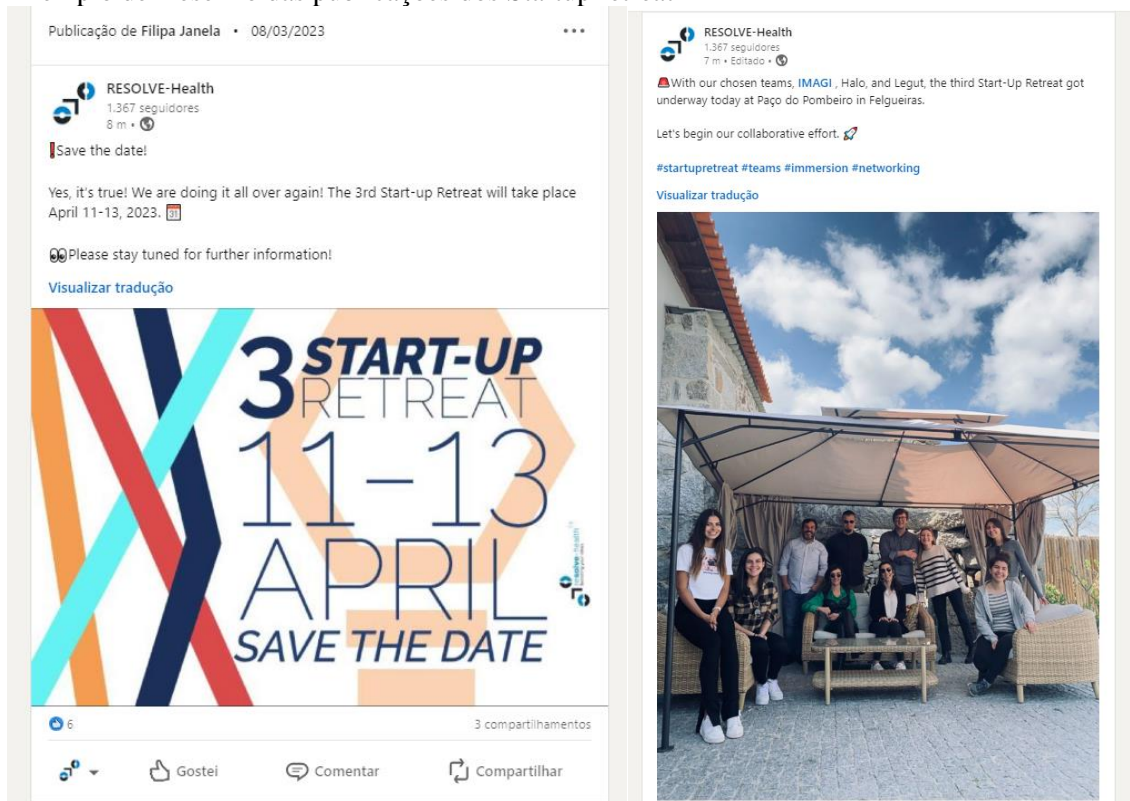 Publicação de Filipa Janela • 08/03/2023
RESOLVE-Health
1.367 seguidores
8 m •
Save the date!
Yes, it's true! We are doing it all over again! The 3rd Start-up Retreat will take place
April 11-13, 2023.
Please stay tuned for further information!
Visualizar tradução
3 START-UP
RETREAT
11-13
APRIL
SAVE THE DATE
resolve-health
6
3 compartilhamentos
Gostei
Comentar
Compartilhar
RESOLVE-Health
1.367 seguidores
7 m • Editado •
With our chosen teams, IMAGI , Halo, and Legut, the third Start-Up Retreat got
underway today at Paço do Pombeiro in Felgueiras.
Let's begin our collaborative effort.
#startupretreat #teams #immersion #networking
Visualizar tradução